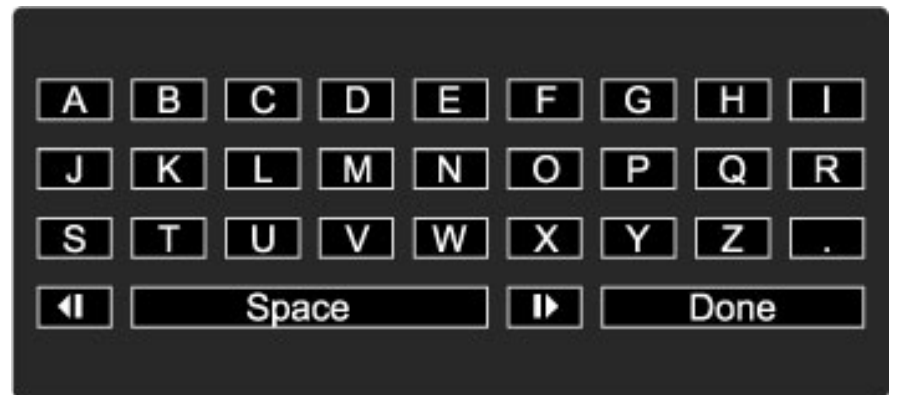 A B C D E F G H I
J K L M N O P Q R
S T U V W X Y Z .
Space Done